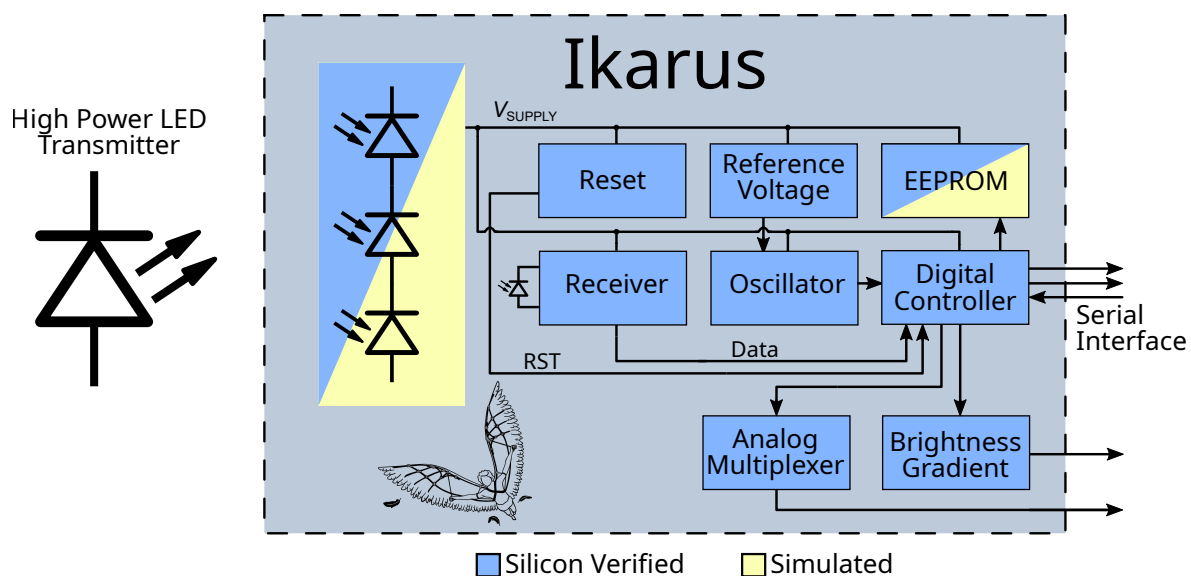 Ikarus
High Power LED
Transmitter
VSUPPLY
Reset
Reference
Voltage
EEPROM
Receiver
Oscillator
Digital
Controller
Serial
Interface
Data
RST
Analog
Multiplexer
Brightness
Gradient
Silicon Verified
Simulated